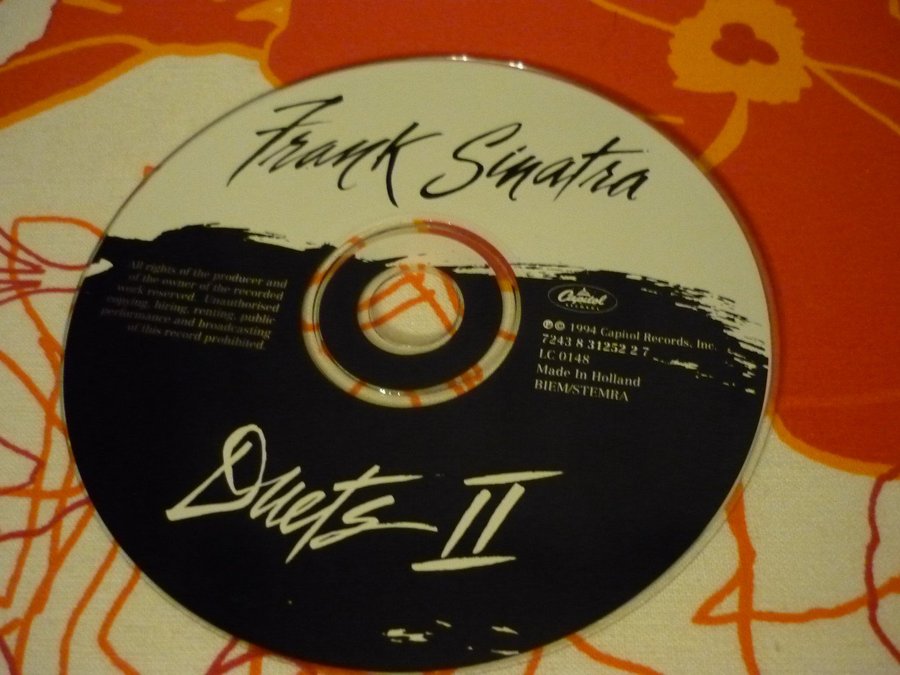 Frank Sinatra
All rights of the producer and
of the owner of the recorded
work reserved. Unauthorised
copying, hiring, renting, public
performance and broadcasting
of this record prohibited.
Capitol
RECORDS
℗ © 1994 Capitol Records, Inc.
7243 8 31252 2 7
LC 0148
Made In Holland
BIEM/STEMRA
Duets II